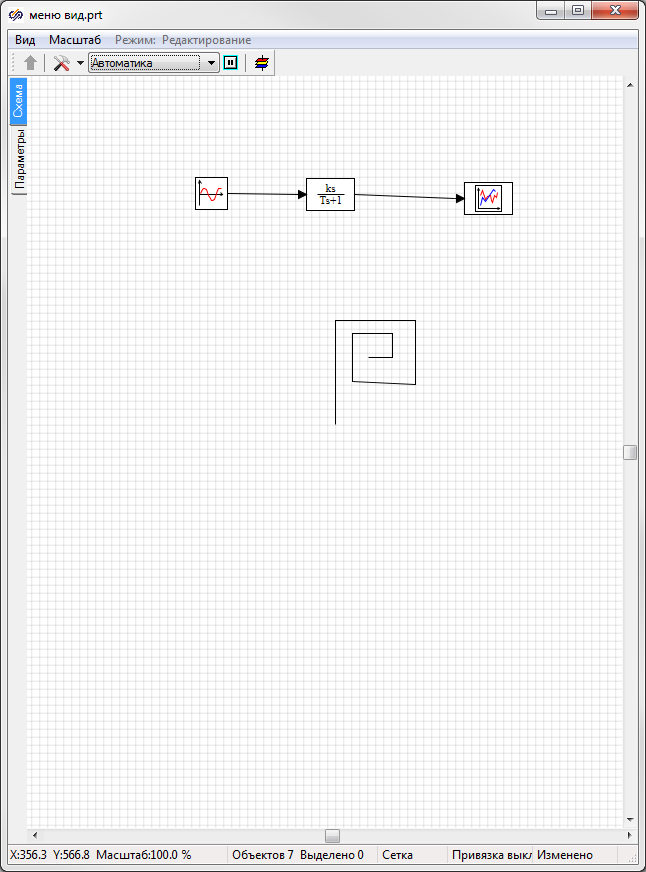 меню вид.prt
Вид Масштаб Режим: Редактирование
Автоматика
Схема
Параметры
ks
Ts+1
X:356.3 Y:566.8 Масштаб:100.0 % Объектов 7 Выделено 0 Сетка Привязка выкл Изменено